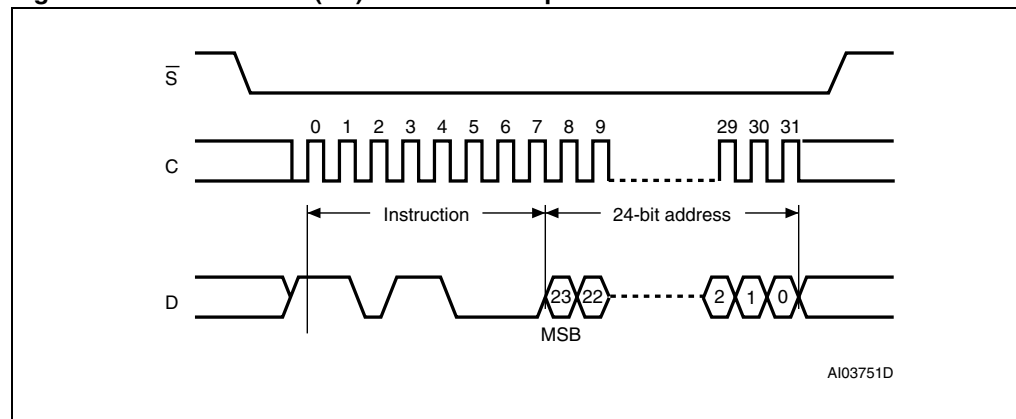 S̅
0 1 2 3 4 5 6 7 8 9 29 30 31
C
Instruction 24-bit address
D 23 22 2 1 0
MSB
AI03751D